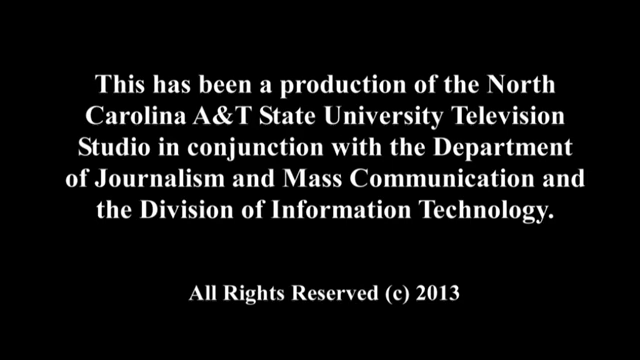 This has been a production of the North
Carolina A&T State University Television
Studio in conjunction with the Department
of Journalism and Mass Communication and
the Division of Information Technology.
All Rights Reserved (c) 2013